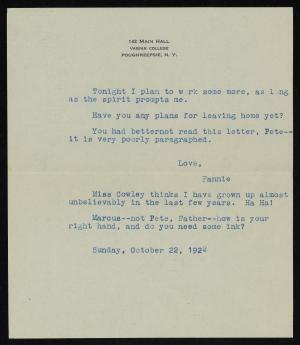 142 MAIN HALL
VASSAR COLLEGE
POUGHKEEPSIE, N. Y.
Tonight I plan to work some more, as long
as the spirit prompts me.
Have you any plans for leaving home yet?
You had betternot read this letter, Pete--
it is very poorly paragraphed.
Love,
Fannie
Miss Cowley thinks I have grown up almost
unbelievably in the last few years. Ha Ha!
Marcus--not Pete, Father--how is your
right hand, and do you need some ink?
Sunday, October 22, 1922